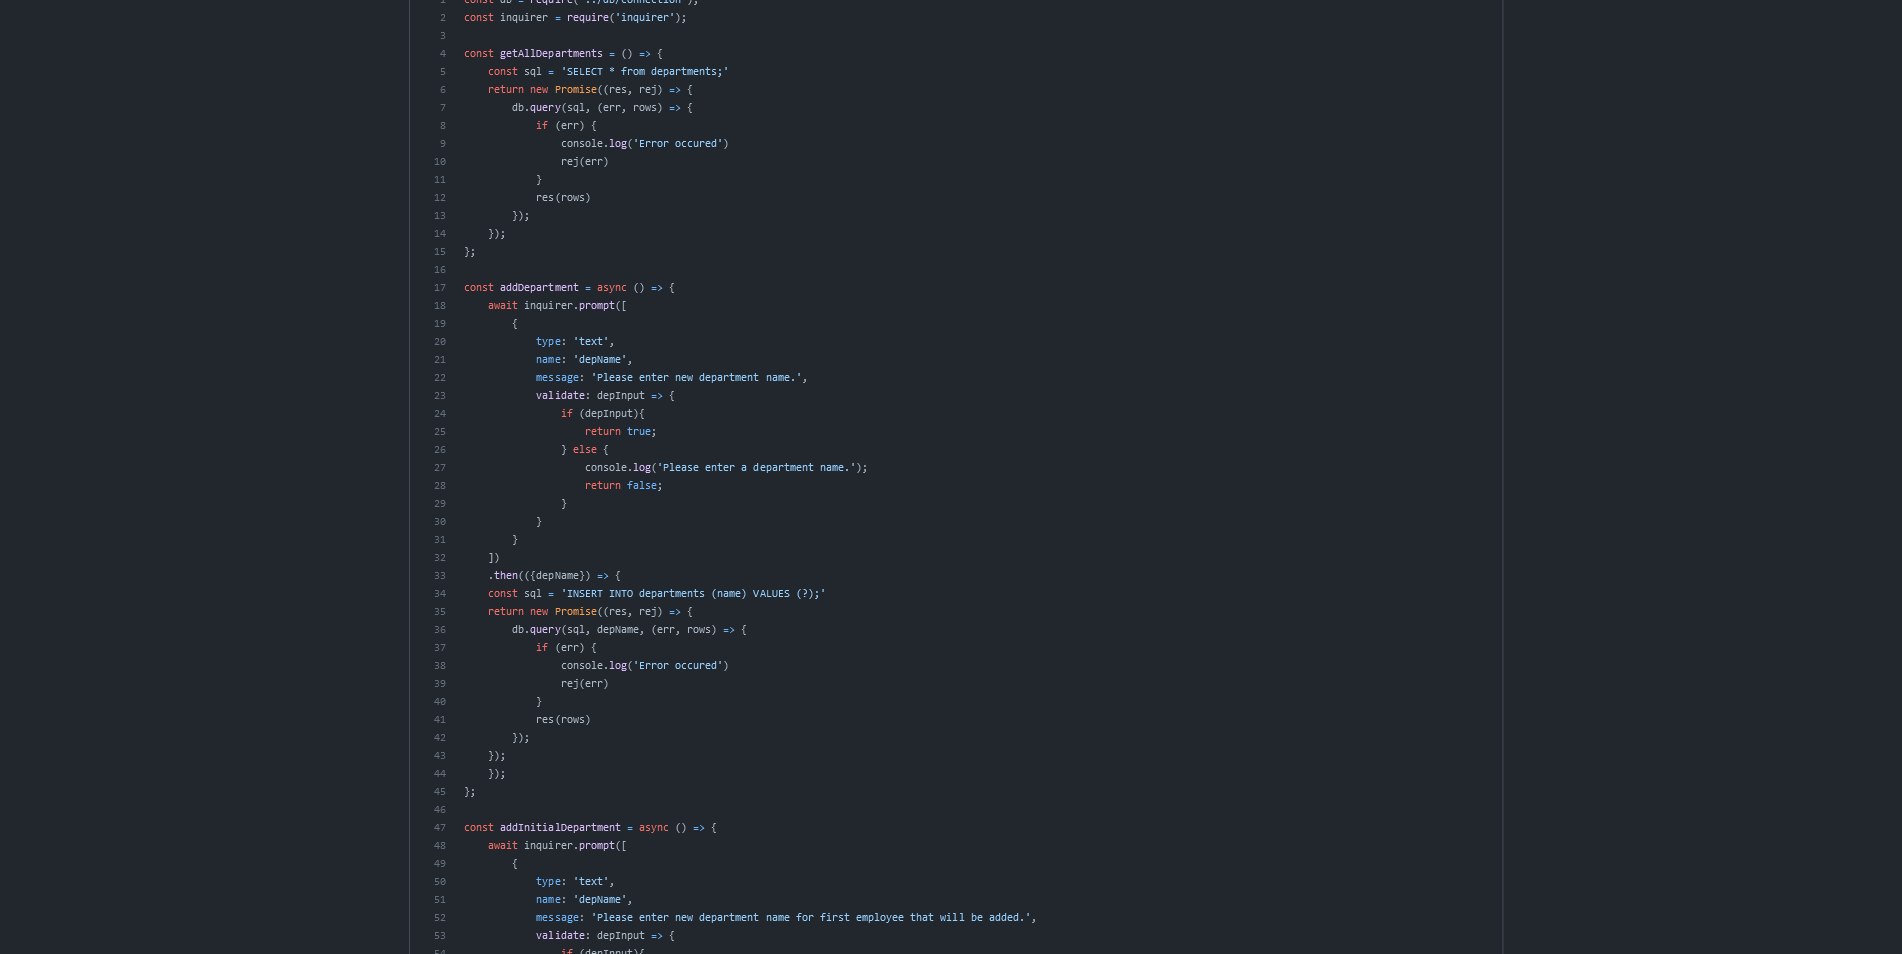 1 const db = require('../db/connection');
2 const inquirer = require('inquirer');
3
4 const getAllDepartments = () => {
5 const sql = 'SELECT * from departments;'
6 return new Promise((res, rej) => {
7 db.query(sql, (err, rows) => {
8 if (err) {
9 console.log('Error occured')
10 rej(err)
11 }
12 res(rows)
13 });
14 });
15 };
16
17 const addDepartment = async () => {
18 await inquirer.prompt([
19 {
20 type: 'text',
21 name: 'depName',
22 message: 'Please enter new department name.',
23 validate: depInput => {
24 if (depInput){
25 return true;
26 } else {
27 console.log('Please enter a department name.');
28 return false;
29 }
30 }
31 }
32 ])
33 .then(({depName}) => {
34 const sql = 'INSERT INTO departments (name) VALUES (?);'
35 return new Promise((res, rej) => {
36 db.query(sql, depName, (err, rows) => {
37 if (err) {
38 console.log('Error occured')
39 rej(err)
40 }
41 res(rows)
42 });
43 });
44 });
45 };
46
47 const addInitialDepartment = async () => {
48 await inquirer.prompt([
49 {
50 type: 'text',
51 name: 'depName',
52 message: 'Please enter new department name for first employee that will be added.',
53 validate: depInput => {
54 if (depInput){